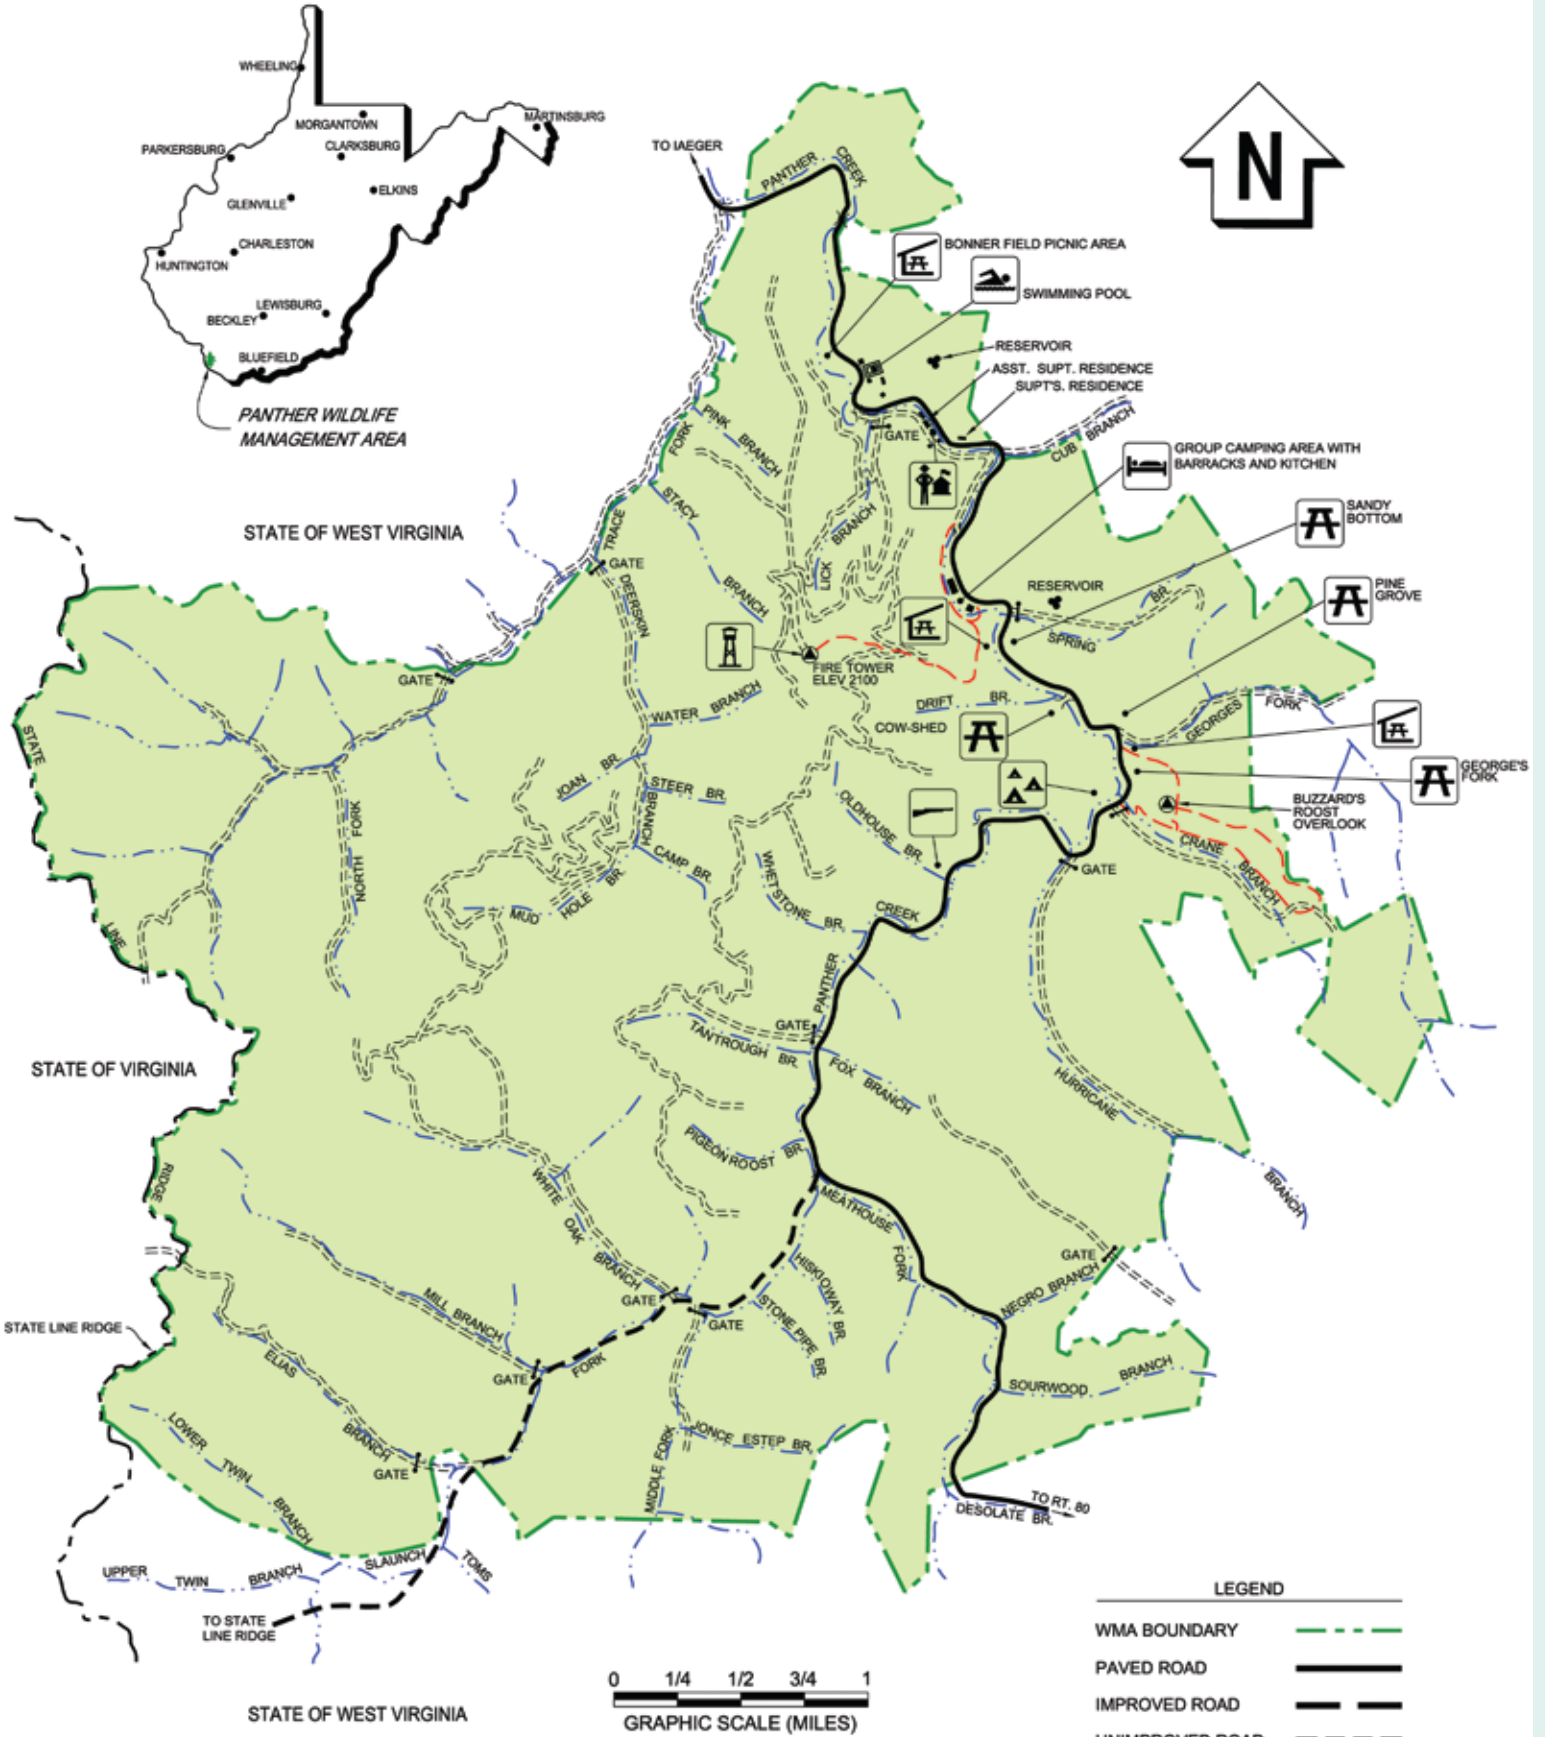 WHEELING
MORGANTOWN
MARTINSBURG
PARKERSBURG
CLARKSBURG
ELKINS
GLENVILLE
CHARLESTON
HUNTINGTON
LEWISBURG
BECKLEY
BLUEFIELD
PANTHER WILDLIFE
MANAGEMENT AREA
N
TO IAEGER
PANTHER
CREEK
BONNER FIELD PICNIC AREA
SWIMMING POOL
RESERVOIR
ASST. SUPT. RESIDENCE
SUPT'S. RESIDENCE
GATE
CUB BRANCH
GROUP CAMPING AREA WITH
BARRACKS AND KITCHEN
SANDY
BOTTOM
PINE
GROVE
PINK BRANCH
FORK
STACY
BRANCH
TRACE
GATE
LICK
BRANCH
STATE OF WEST VIRGINIA
DEERSKIN
RESERVOIR
BR.
SPRING
FIRE TOWER
ELEV 2100
GATE
WATER BRANCH
DRIFT BR.
COW-SHED
GEORGES
FORK
GEORGE'S
FORK
BUZZARD'S
ROOST
OVERLOOK
STATE
LINE
JOAN BR.
STEER BR.
BRANCH
OLDHOUSE BR.
CRANE
BRANCH
GATE
NORTH FORK
CAMP BR.
WHETSTONE BR.
MUD HOLE BR.
CREEK
PANTHER
GATE
TANTROUGH BR.
FOX BRANCH
HURRICANE
BRANCH
STATE OF VIRGINIA
PIGEON ROOST BR.
RIDGE
WHITE
OAK
BRANCH
MEATHOUSE
FORK
GATE
NEGRO BRANCH
HISKIOWAY BR.
STONE PIPE BR.
GATE
GATE
MILL BRANCH
STATE LINE RIDGE
ELIAS
BRANCH
GATE
FORK
GATE
SOURWOOD BRANCH
LOWER
TWIN
BRANCH
JONCE ESTEP BR.
MIDDLE FORK
TO RT. 80
DESOLATE BR.
UPPER TWIN BRANCH
SLAUNCH
TOMS
TO STATE
LINE RIDGE
STATE OF WEST VIRGINIA
0 1/4 1/2 3/4 1
GRAPHIC SCALE (MILES)
LEGEND
WMA BOUNDARY
PAVED ROAD
IMPROVED ROAD
UNIMPROVED ROAD